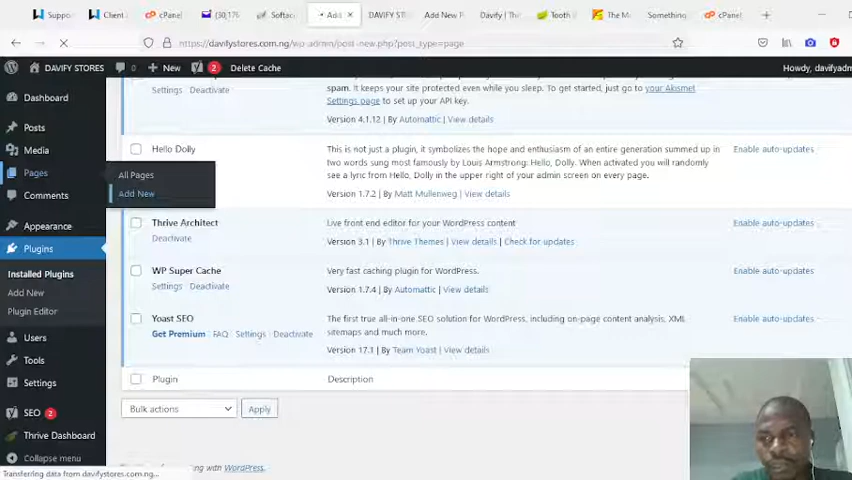 Suppo
Client
cPanel
(30,175
Softac
Add
DAVIFY ST
Add New P
Davify | The
Tooth I
The M
Something
cPanel
https://davifystores.com.ng/wp-admin/post-new.php?post_type=page
DAVIFY STORES 0 New 2 Delete Cache Howdy, davifyadm
Dashboard
Posts
Media
Pages
All Pages
Add New
Comments
Appearance
Plugins
Installed Plugins
Add New
Plugin Editor
Users
Tools
Settings
SEO 2
Thrive Dashboard
Collapse menu
Transferring data from davifystores.com.ng...
Settings Deactivate
spam. It keeps your site protected even while you sleep. To get started, just go to your Akismet
Settings page to set up your API key.
Version 4.1.12 | By Automattic | View details
Hello Dolly
This is not just a plugin, it symbolizes the hope and enthusiasm of an entire generation summed up in
two words sung most famously by Louis Armstrong: Hello, Dolly. When activated you will randomly
see a lyric from Hello, Dolly in the upper right of your admin screen on every page.
Version 1.7.2 | By Matt Mullenweg | View details
Enable auto-updates
Thrive Architect
Deactivate
Live front end editor for your WordPress content
Version 3.1 | By Thrive Themes | View details | Check for updates
Enable auto-updates
WP Super Cache
Settings Deactivate
Very fast caching plugin for WordPress.
Version 1.7.4 | By Automattic | View details
Enable auto-updates
Yoast SEO
Get Premium FAQ Settings Deactivate
The first true all-in-one SEO solution for WordPress, including on-page content analysis, XML
sitemaps and much more.
Version 17.1 | By Team Yoast | View details
Enable auto-updates
Plugin Description
Bulk actions Apply
ng with WordPress.